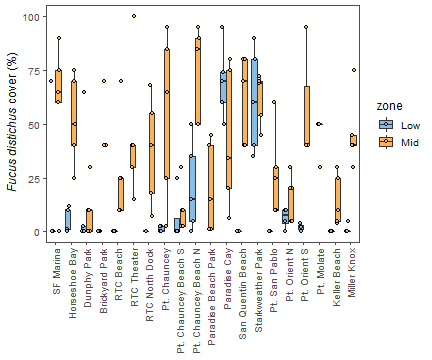 100
75
50
25
0
Fucus distichus cover (%)
zone
Low
Mid
SF Marina
Horseshoe Bay
Dunphy Park
Brickyard Park
RTC Beach
RTC Theater
RTC North Dock
Pt. Chauncey
Pt. Chauncey Beach S
Pt. Chauncey Beach N
Paradise Beach Park
Paradise Cay
San Quentin Beach
Starkweather Park
Pt. San Pablo
Pt. Orient N
Pt. Orient S
Pt. Molate
Keller Beach
Miller Knox